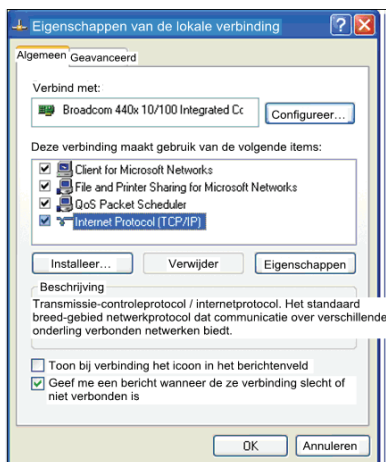 Eigenschappen van de lokale verbinding
Algemeen Geavanceerd
Verbind met:
Broadcom 440x 10/100 Integrated Cc
Configureer...
Deze verbinding maakt gebruik van de volgende items:
Client for Microsoft Networks
File and Printer Sharing for Microsoft Networks
QoS Packet Scheduler
Internet Protocol (TCP/IP)
Installeer... Verwijder Eigenschappen
Beschrijving
Transmissie-controleprotocol / internetprotocol. Het standaard
breed-gebied netwerkprotocol dat communicatie over verschillende
onderling verbonden netwerken biedt.
Toon bij verbinding het icoon in het berichtenveld
Geef me een bericht wanneer de ze verbinding slecht of
niet verbonden is
OK Annuleren